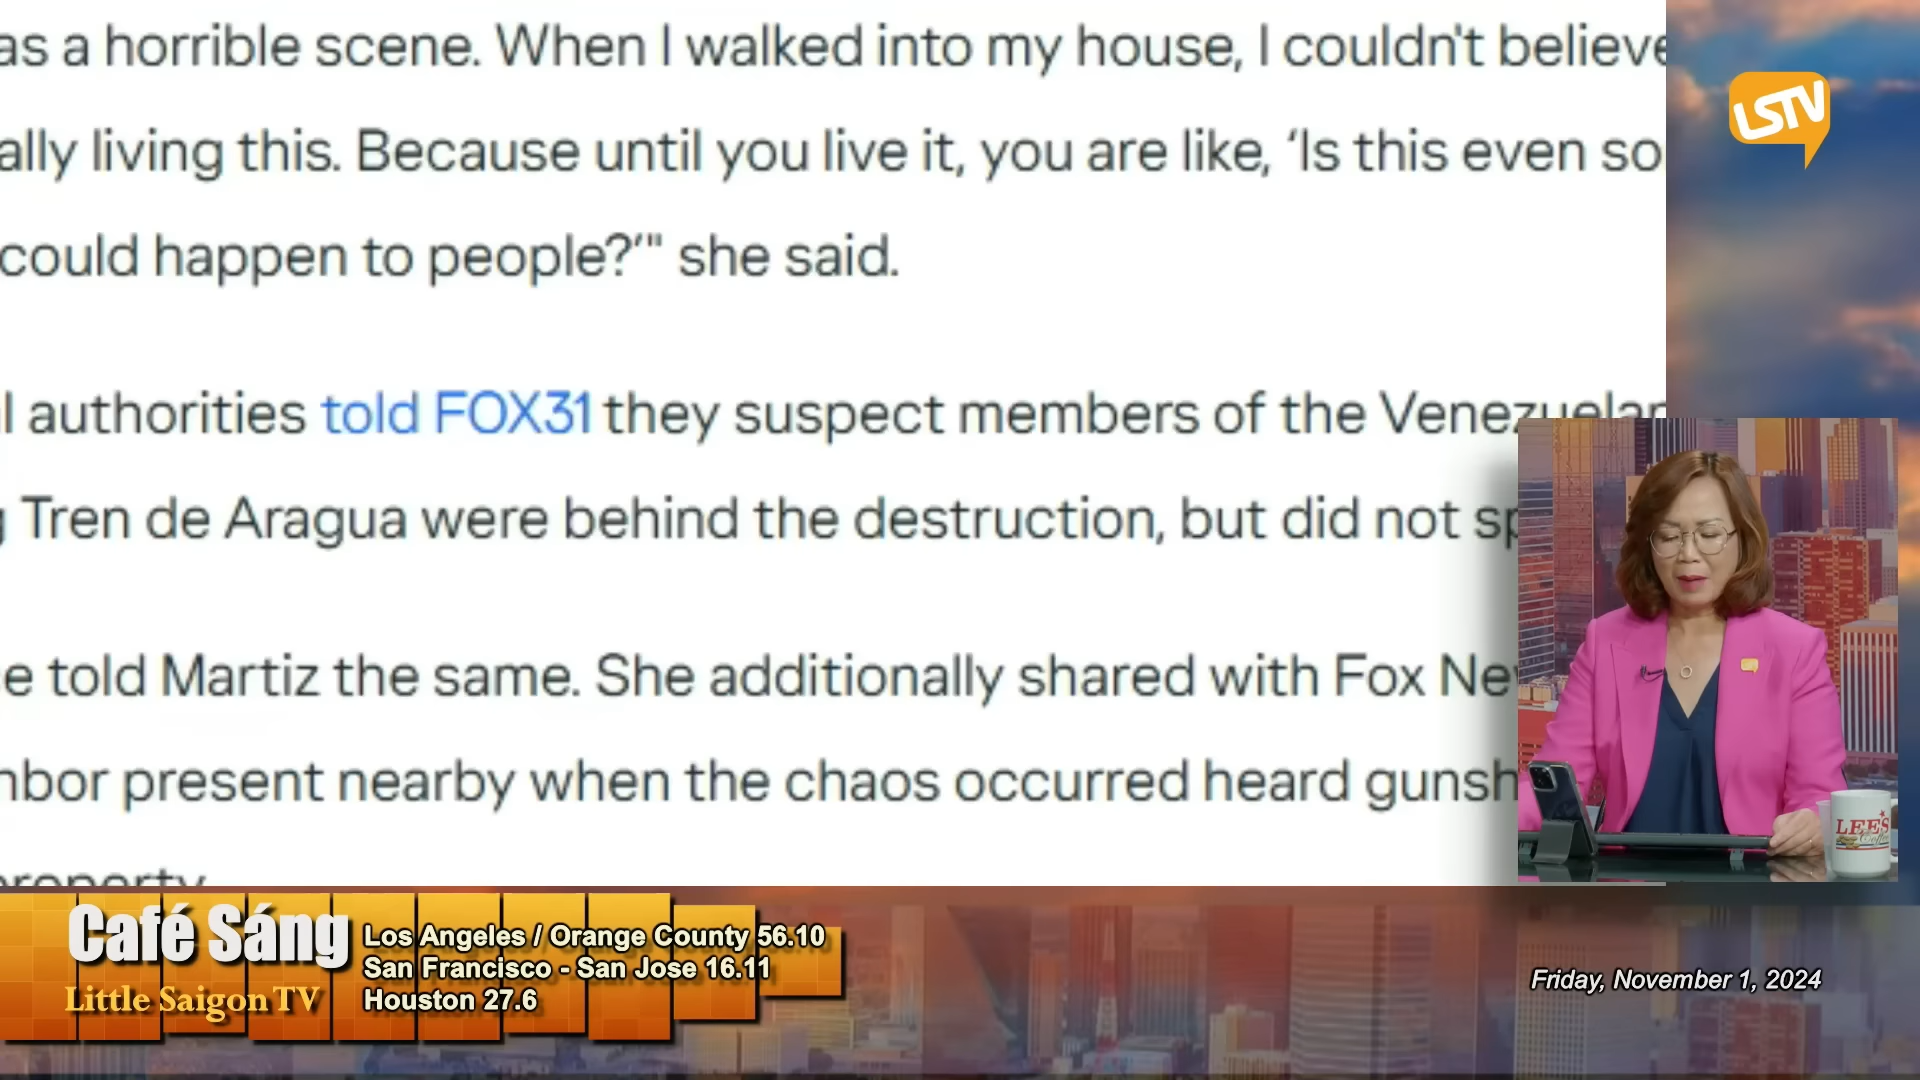 as a horrible scene. When I walked into my house, I couldn't believe
ally living this. Because until you live it, you are like, ‘Is this even so
could happen to people?’" she said.
l authorities told FOX31 they suspect members of the Venezuelan
g Tren de Aragua were behind the destruction, but did not sp
e told Martiz the same. She additionally shared with Fox Ne
nbor present nearby when the chaos occurred heard gunsh
property
LSTV
LEE'S
Coffee
Café Sáng
Little Saigon TV
Los Angeles / Orange County 56.10
San Francisco - San Jose 16.11
Houston 27.6
Friday, November 1, 2024